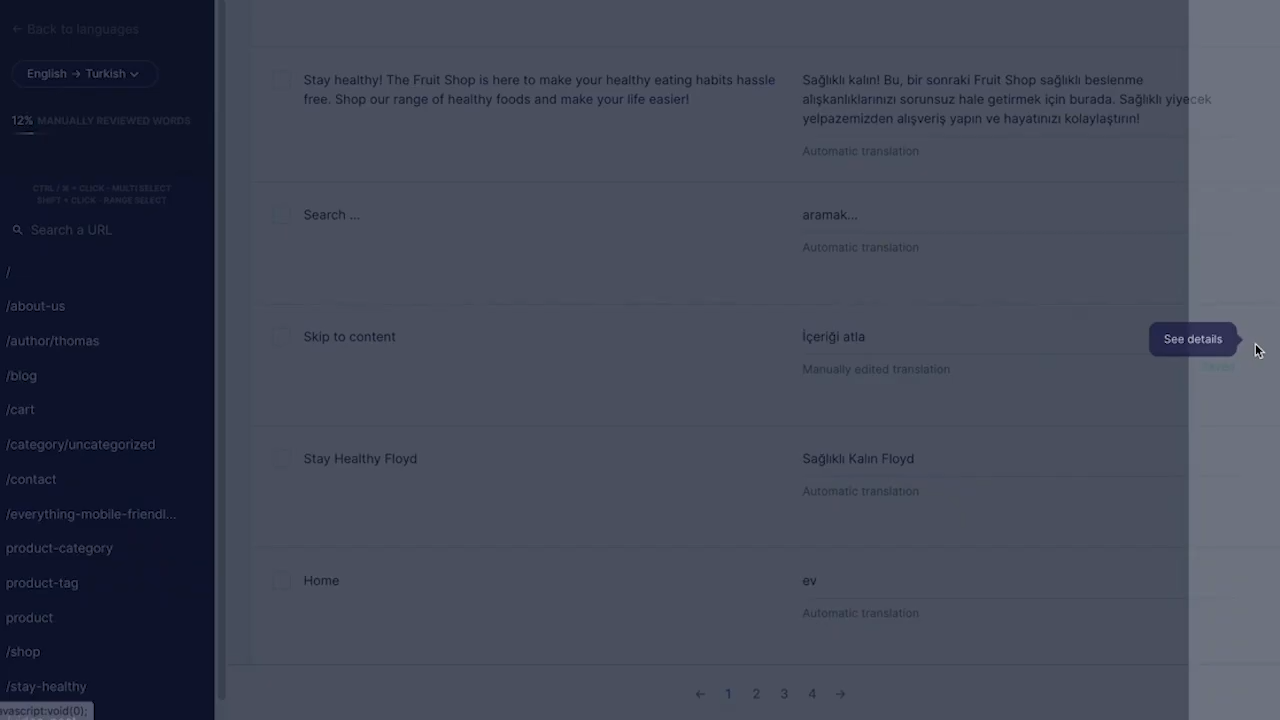 ← Back to languages
English → Turkish
12% MANUALLY REVIEWED WORDS
CTRL / ⌘ + CLICK - MULTI SELECT
SHIFT + CLICK - RANGE SELECT
Search a URL
/
/about-us
/author/thomas
/blog
/cart
/category/uncategorized
/contact
/everything-mobile-friendl...
product-category
product-tag
product
/shop
/stay-healthy
avascript:void(0);
Stay healthy! The Fruit Shop is here to make your healthy eating habits hassle
free. Shop our range of healthy foods and make your life easier!
Sağlıklı kalın! Bu, bir sonraki Fruit Shop sağlıklı beslenme
alışkanlıklarınızı sorunsuz hale getirmek için burada. Sağlıklı yiyecek
yelpazemizden alışveriş yapın ve hayatınızı kolaylaştırın!
Automatic translation
Search ...
aramak...
Automatic translation
Skip to content
İçeriği atla
Manually edited translation
See details
Saved
Stay Healthy Floyd
Sağlıklı Kalın Floyd
Automatic translation
Home
ev
Automatic translation
← 1 2 3 4 →